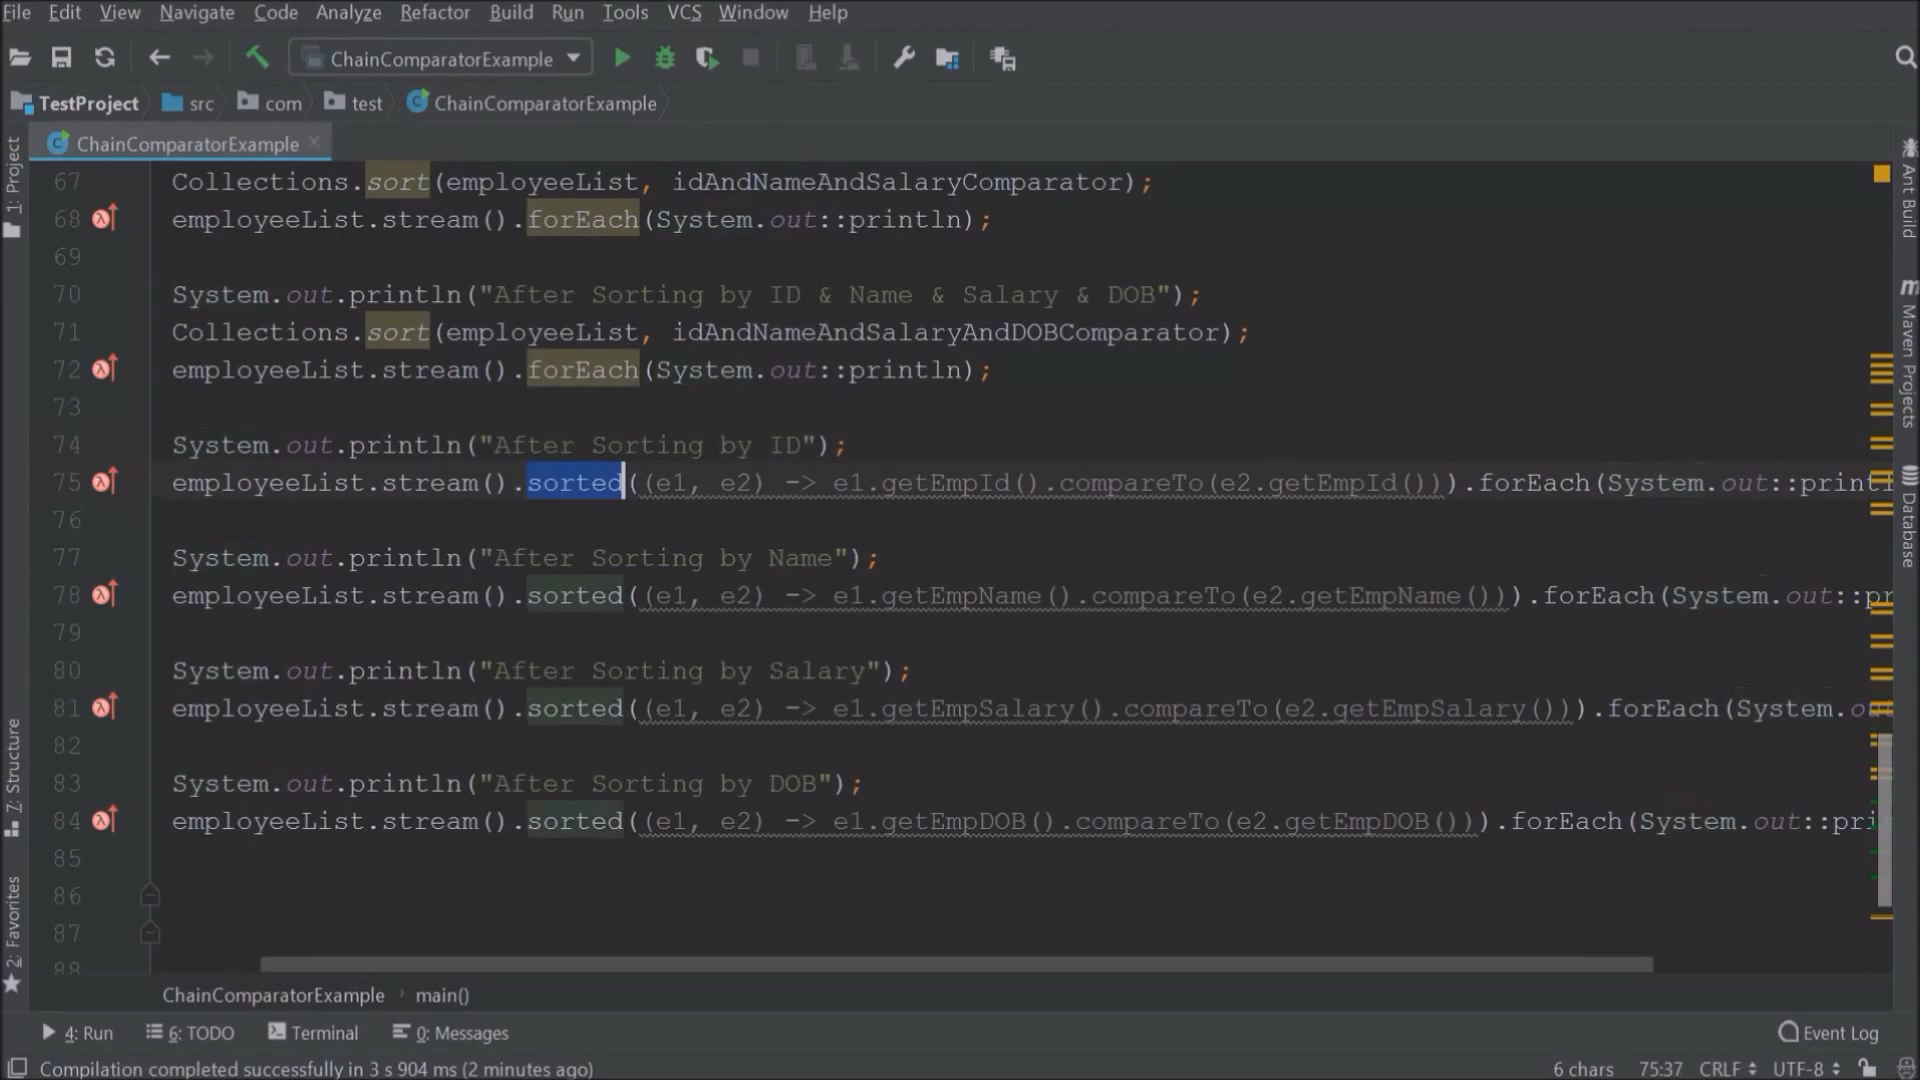 File Edit View Navigate Code Analyze Refactor Build Run Tools VCS Window Help
ChainComparatorExample
TestProject src com test ChainComparatorExample
ChainComparatorExample
1: Project
7: Structure
2: Favorites
67 Collections.sort(employeeList, idAndNameAndSalaryComparator);
68 employeeList.stream().forEach(System.out::println);
69
70 System.out.println("After Sorting by ID & Name & Salary & DOB");
71 Collections.sort(employeeList, idAndNameAndSalaryAndDOBComparator);
72 employeeList.stream().forEach(System.out::println);
73
74 System.out.println("After Sorting by ID");
75 employeeList.stream().sorted((e1, e2) -> e1.getEmpId().compareTo(e2.getEmpId())).forEach(System.out::printl
76
77 System.out.println("After Sorting by Name");
78 employeeList.stream().sorted((e1, e2) -> e1.getEmpName().compareTo(e2.getEmpName())).forEach(System.out::pr
79
80 System.out.println("After Sorting by Salary");
81 employeeList.stream().sorted((e1, e2) -> e1.getEmpSalary().compareTo(e2.getEmpSalary())).forEach(System.out
82
83 System.out.println("After Sorting by DOB");
84 employeeList.stream().sorted((e1, e2) -> e1.getEmpDOB().compareTo(e2.getEmpDOB())).forEach(System.out::pri
85
86
87
88
Ant Build
Maven Projects
Database
ChainComparatorExample main()
4: Run 6: TODO Terminal 0: Messages Event Log
Compilation completed successfully in 3 s 904 ms (2 minutes ago) 6 chars 75:37 CRLF UTF-8